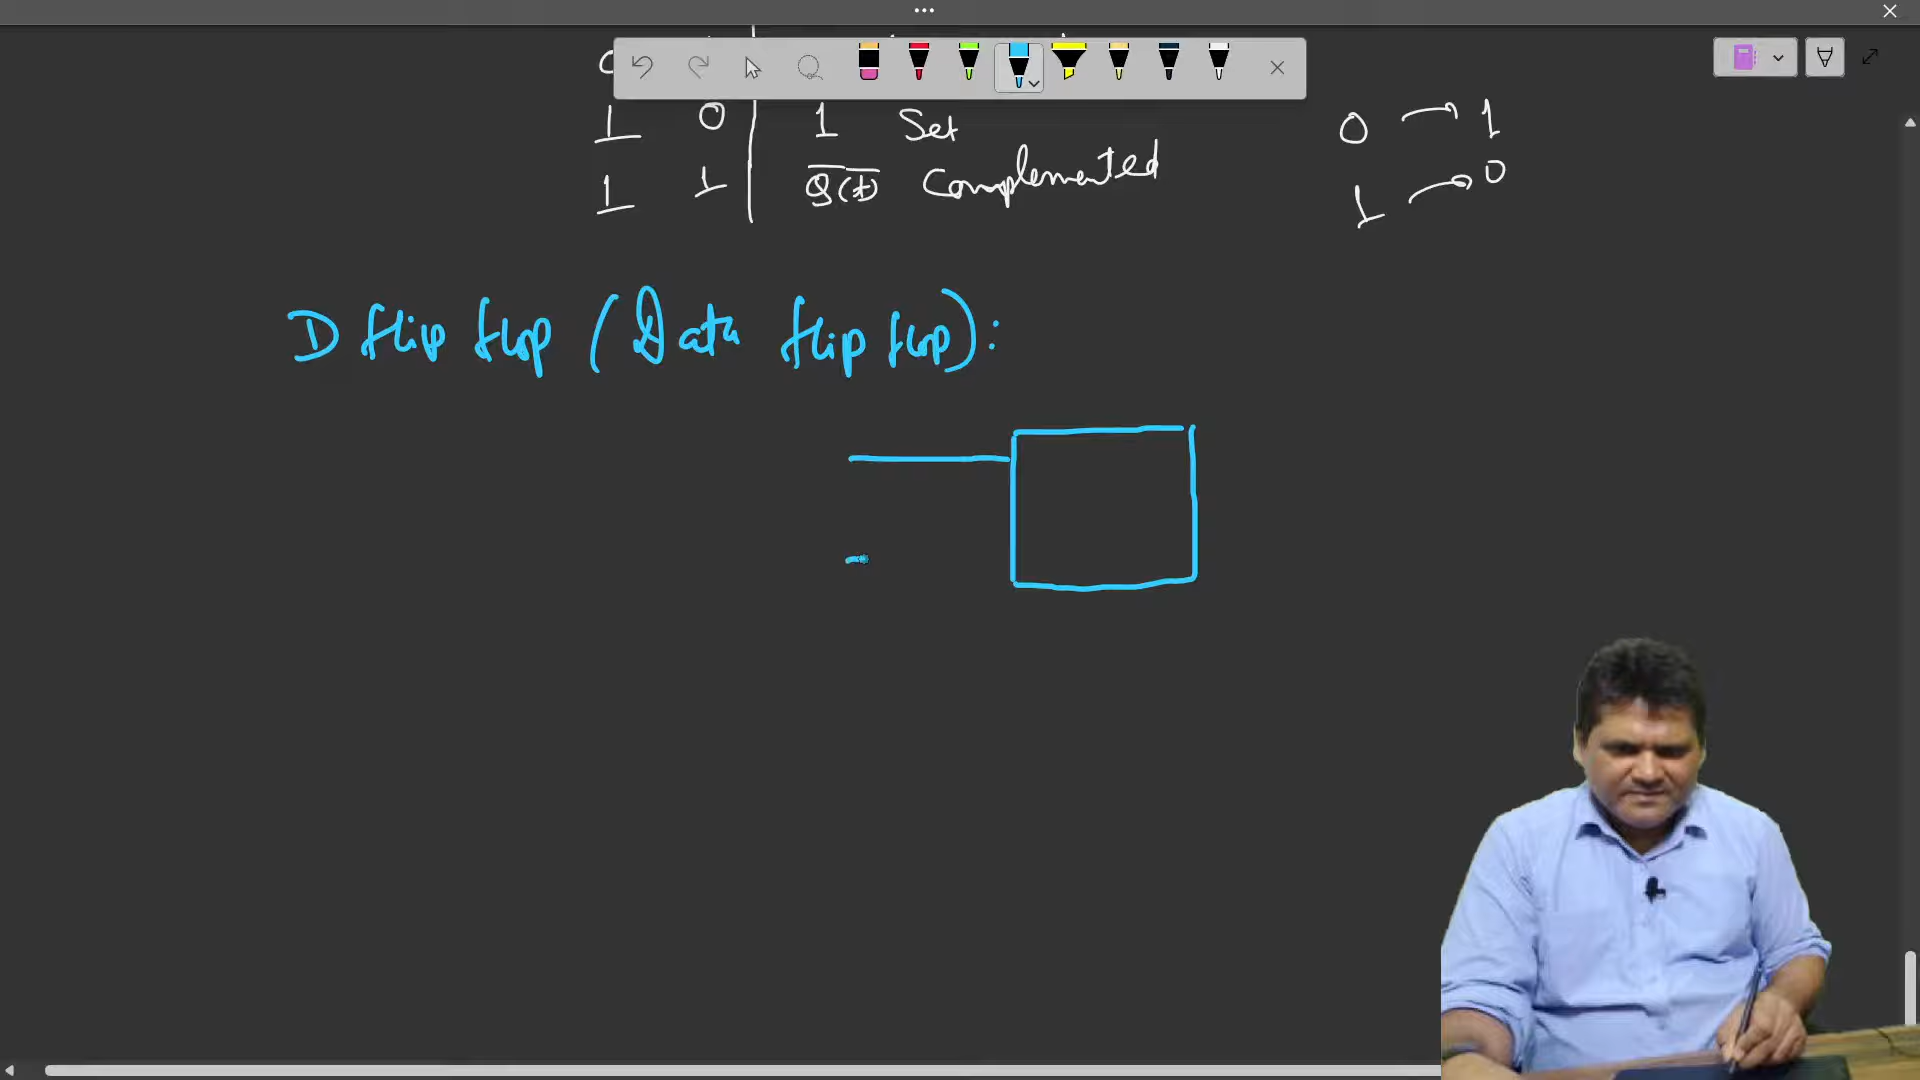 1 0 1 Set 0 → 1
1 1 Q(t) Complemented 1 → 0
D flip flop (Data flip flop):